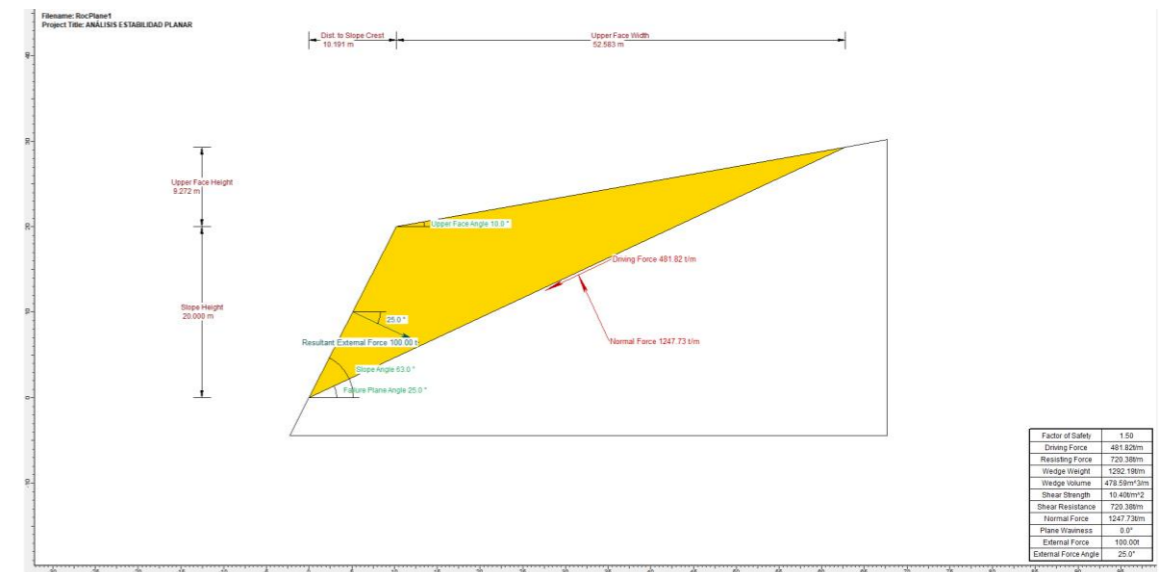 Filename: RocPlane1
Project Title: ANÁLISIS ESTABILIDAD PLANAR
Dist. to Slope Crest
10.191 m
Upper Face Width
52.583 m
Upper Face Height
9.272 m
Upper Face Angle 10.0 °
Driving Force 481.82 t/m
Slope Height
20.000 m
25.0 °
Resultant External Force 100.00 t
Normal Force 1247.73 t/m
Slope Angle 63.0 °
Failure Plane Angle 25.0 °
Factor of Safety 1.50
Driving Force 481.82t/m
Resisting Force 720.38t/m
Wedge Weight 1292.19t/m
Wedge Volume 478.59m^3/m
Shear Strength 10.40t/m^2
Shear Resistance 720.38t/m
Normal Force 1247.73t/m
Plane Waviness 0.0°
External Force 100.00t
External Force Angle 25.0°